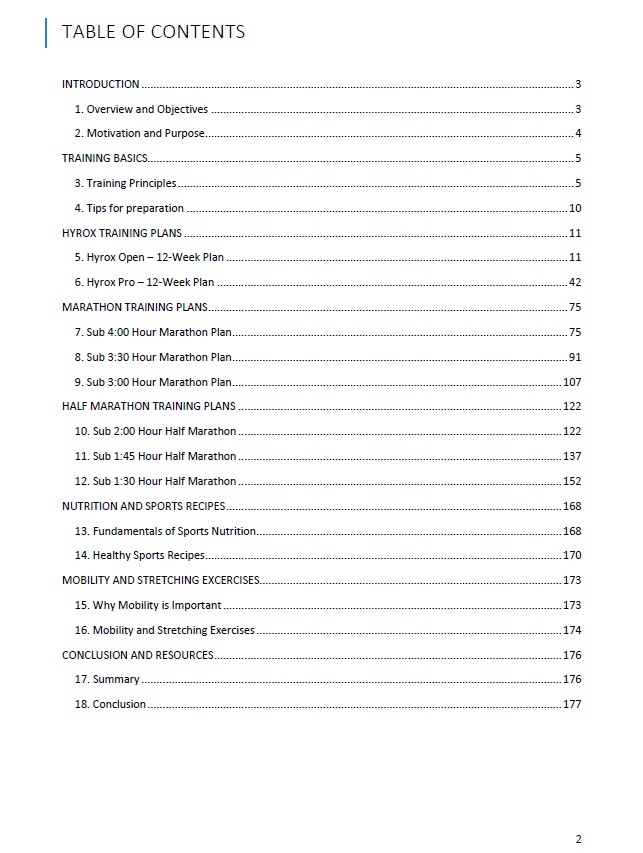 TABLE OF CONTENTS
INTRODUCTION 3
1. Overview and Objectives 3
2. Motivation and Purpose 4
TRAINING BASICS 5
3. Training Principles 5
4. Tips for preparation 10
HYROX TRAINING PLANS 11
5. Hyrox Open – 12-Week Plan 11
6. Hyrox Pro – 12-Week Plan 42
MARATHON TRAINING PLANS 75
7. Sub 4:00 Hour Marathon Plan 75
8. Sub 3:30 Hour Marathon Plan 91
9. Sub 3:00 Hour Marathon Plan 107
HALF MARATHON TRAINING PLANS 122
10. Sub 2:00 Hour Half Marathon 122
11. Sub 1:45 Hour Half Marathon 137
12. Sub 1:30 Hour Half Marathon 152
NUTRITION AND SPORTS RECIPES 168
13. Fundamentals of Sports Nutrition 168
14. Healthy Sports Recipes 170
MOBILITY AND STRETCHING EXCERCISES 173
15. Why Mobility is Important 173
16. Mobility and Stretching Exercises 174
CONCLUSION AND RESOURCES 176
17. Summary 176
18. Conclusion 177
2